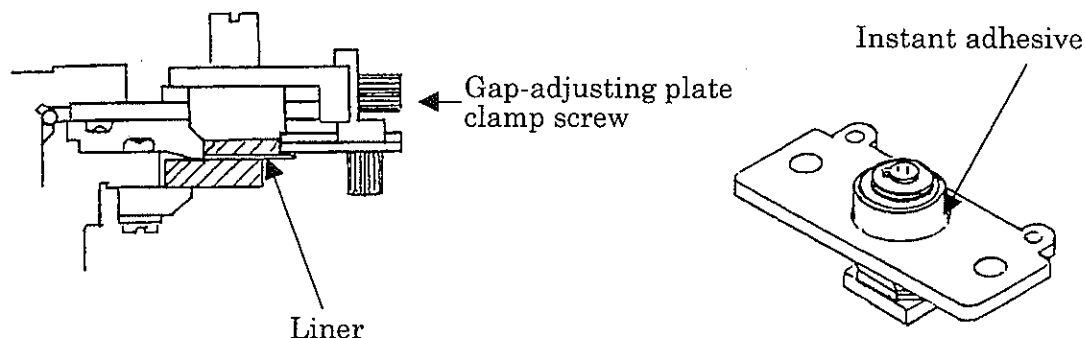 Instant adhesive
Gap-adjusting plate
clamp screw
Liner